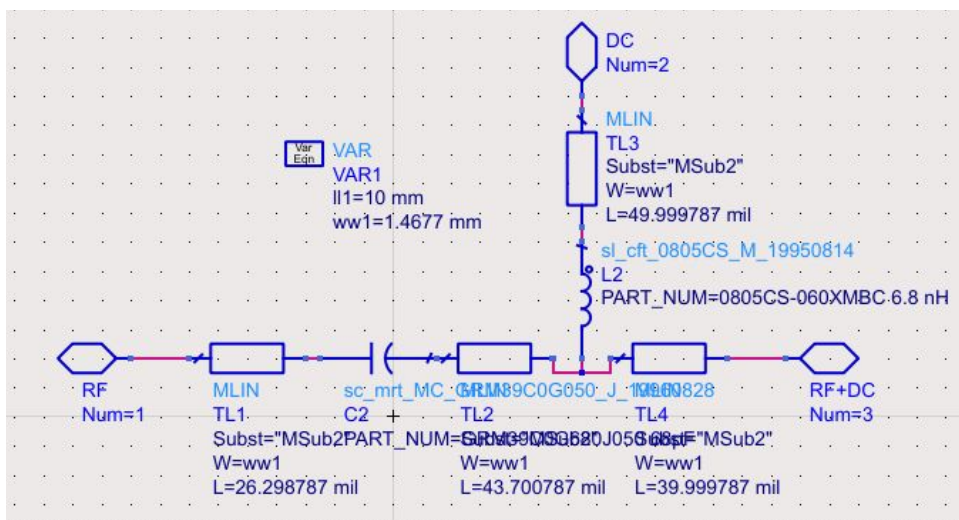 DC
Num=2
MLIN
TL3
Subst="MSub2"
W=ww1
L=49.999787 mil
Var
Eqn
VAR
VAR1
ll1=10 mm
ww1=1.4677 mm
sl_cft_0805CS_M_19950814
L2
PART_NUM=0805CS-060XMBC 6.8 nH
RF
Num=1
MLIN
TL1
Subst="MSub2"
W=ww1
L=26.298787 mil
C2
TL2
W=ww1
L=43.700787 mil
TL4
W=ww1
L=39.999787 mil
RF+DC
Num=3